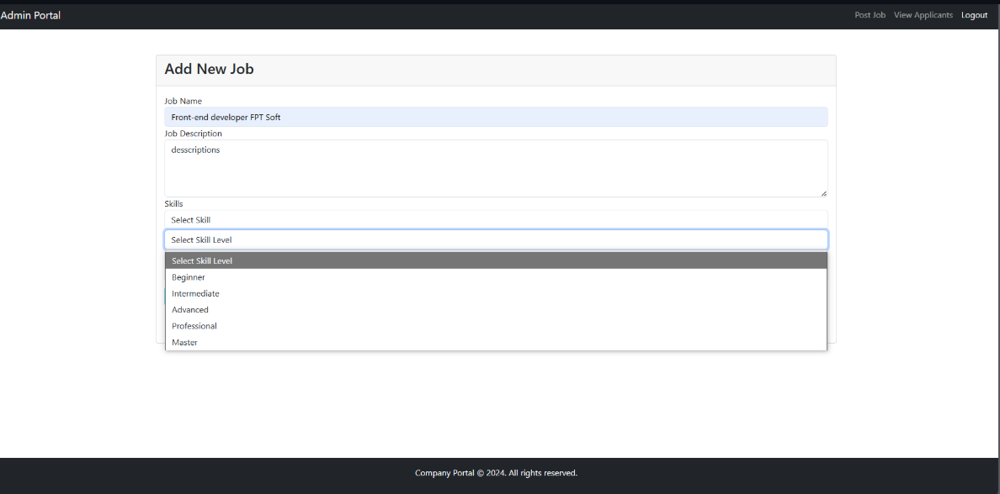 Admin Portal
Post Job View Applicants Logout
Add New Job
Job Name
Front-end developer FPT Soft
Job Description
desscriptions
Skills
Select Skill
Select Skill Level
Select Skill Level
Beginner
Intermediate
Advanced
Professional
Master
Company Portal © 2024. All rights reserved.